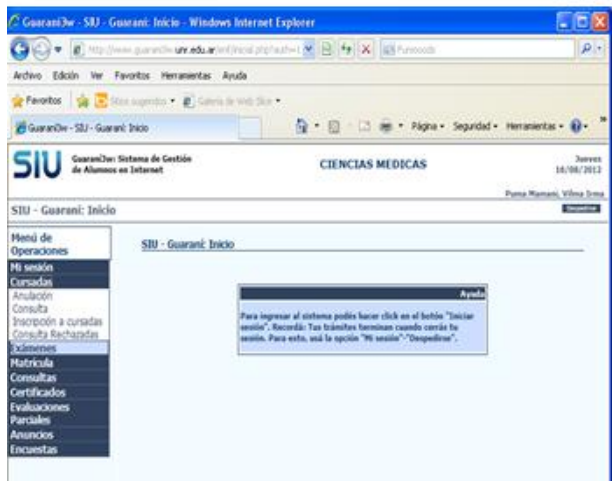 Guarani3w - SIU - Guaraní: Inicio - Windows Internet Explorer
Archivo Edición Ver Favoritos Herramientas Ayuda
Favoritos
Guarani3w - SIU - Guaraní: Inicio
Página Seguridad Herramientas
SIU
Guarani3w: Sistema de Gestión
de Alumnos en Internet
CIENCIAS MEDICAS
Jueves
16/08/2012
Puma Mamani, Vilma Irma
SIU - Guaraní: Inicio
Despedirse
Menú de
Operaciones
SIU - Guaraní: Inicio
Mi sesión
Cursadas
Anulación
Consulta
Inscripción a cursadas
Consulta Rechazadas
Exámenes
Matrícula
Consultas
Certificados
Evaluaciones
Parciales
Anuncios
Encuestas
Ayuda
Para ingresar al sistema podés hacer click en el botón "Iniciar
sesión". Recordá: Tus trámites terminan cuando cerrás tu
sesión. Para esto, usá la opción "Mi sesión"-"Despedirse".